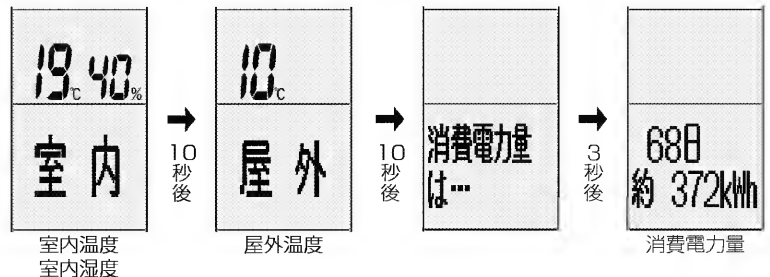 19℃ 40%
室内
室内温度
室内湿度
➡
10秒後
10℃
屋外
屋外温度
➡
10秒後
消費電力量
は…
➡
3秒後
68日
約 372kWh
消費電力量